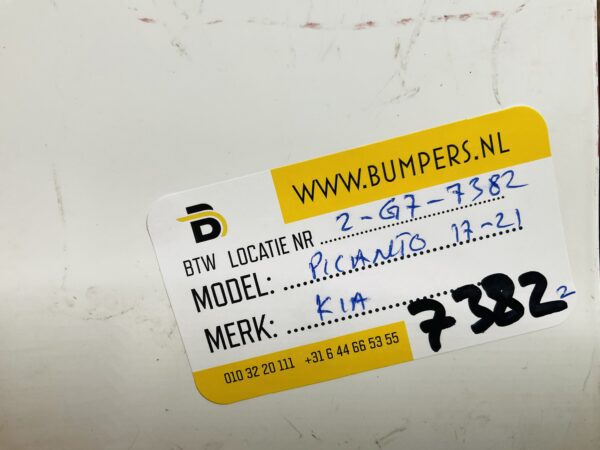 WWW.BUMPERS.NL
B
BTW LOCATIE NR 2-G7-7382
MODEL: PICANTO 17-21
MERK: KIA
7382 2
010 32 20 111 +31 6 44 66 53 55